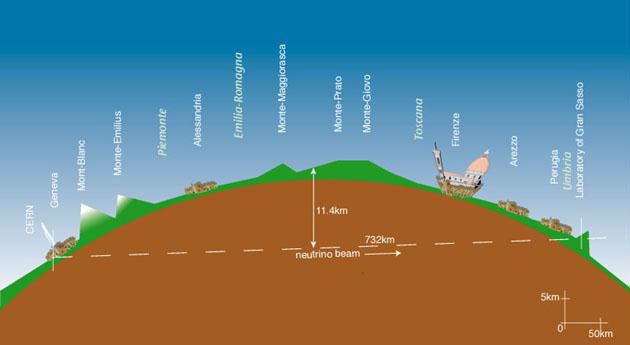 CERN
Geneva
Mont-Blanc
Monte-Emilius
Piemonte
Alessandria
Emilia-Romagna
Monte-Maggiorasca
Monte-Prato
Monte-Giovo
Toscana
Firenze
Arezzo
Perugia
Umbria
Laboratory of Gran Sasso
11.4km
732km
neutrino beam
5km
0
50km